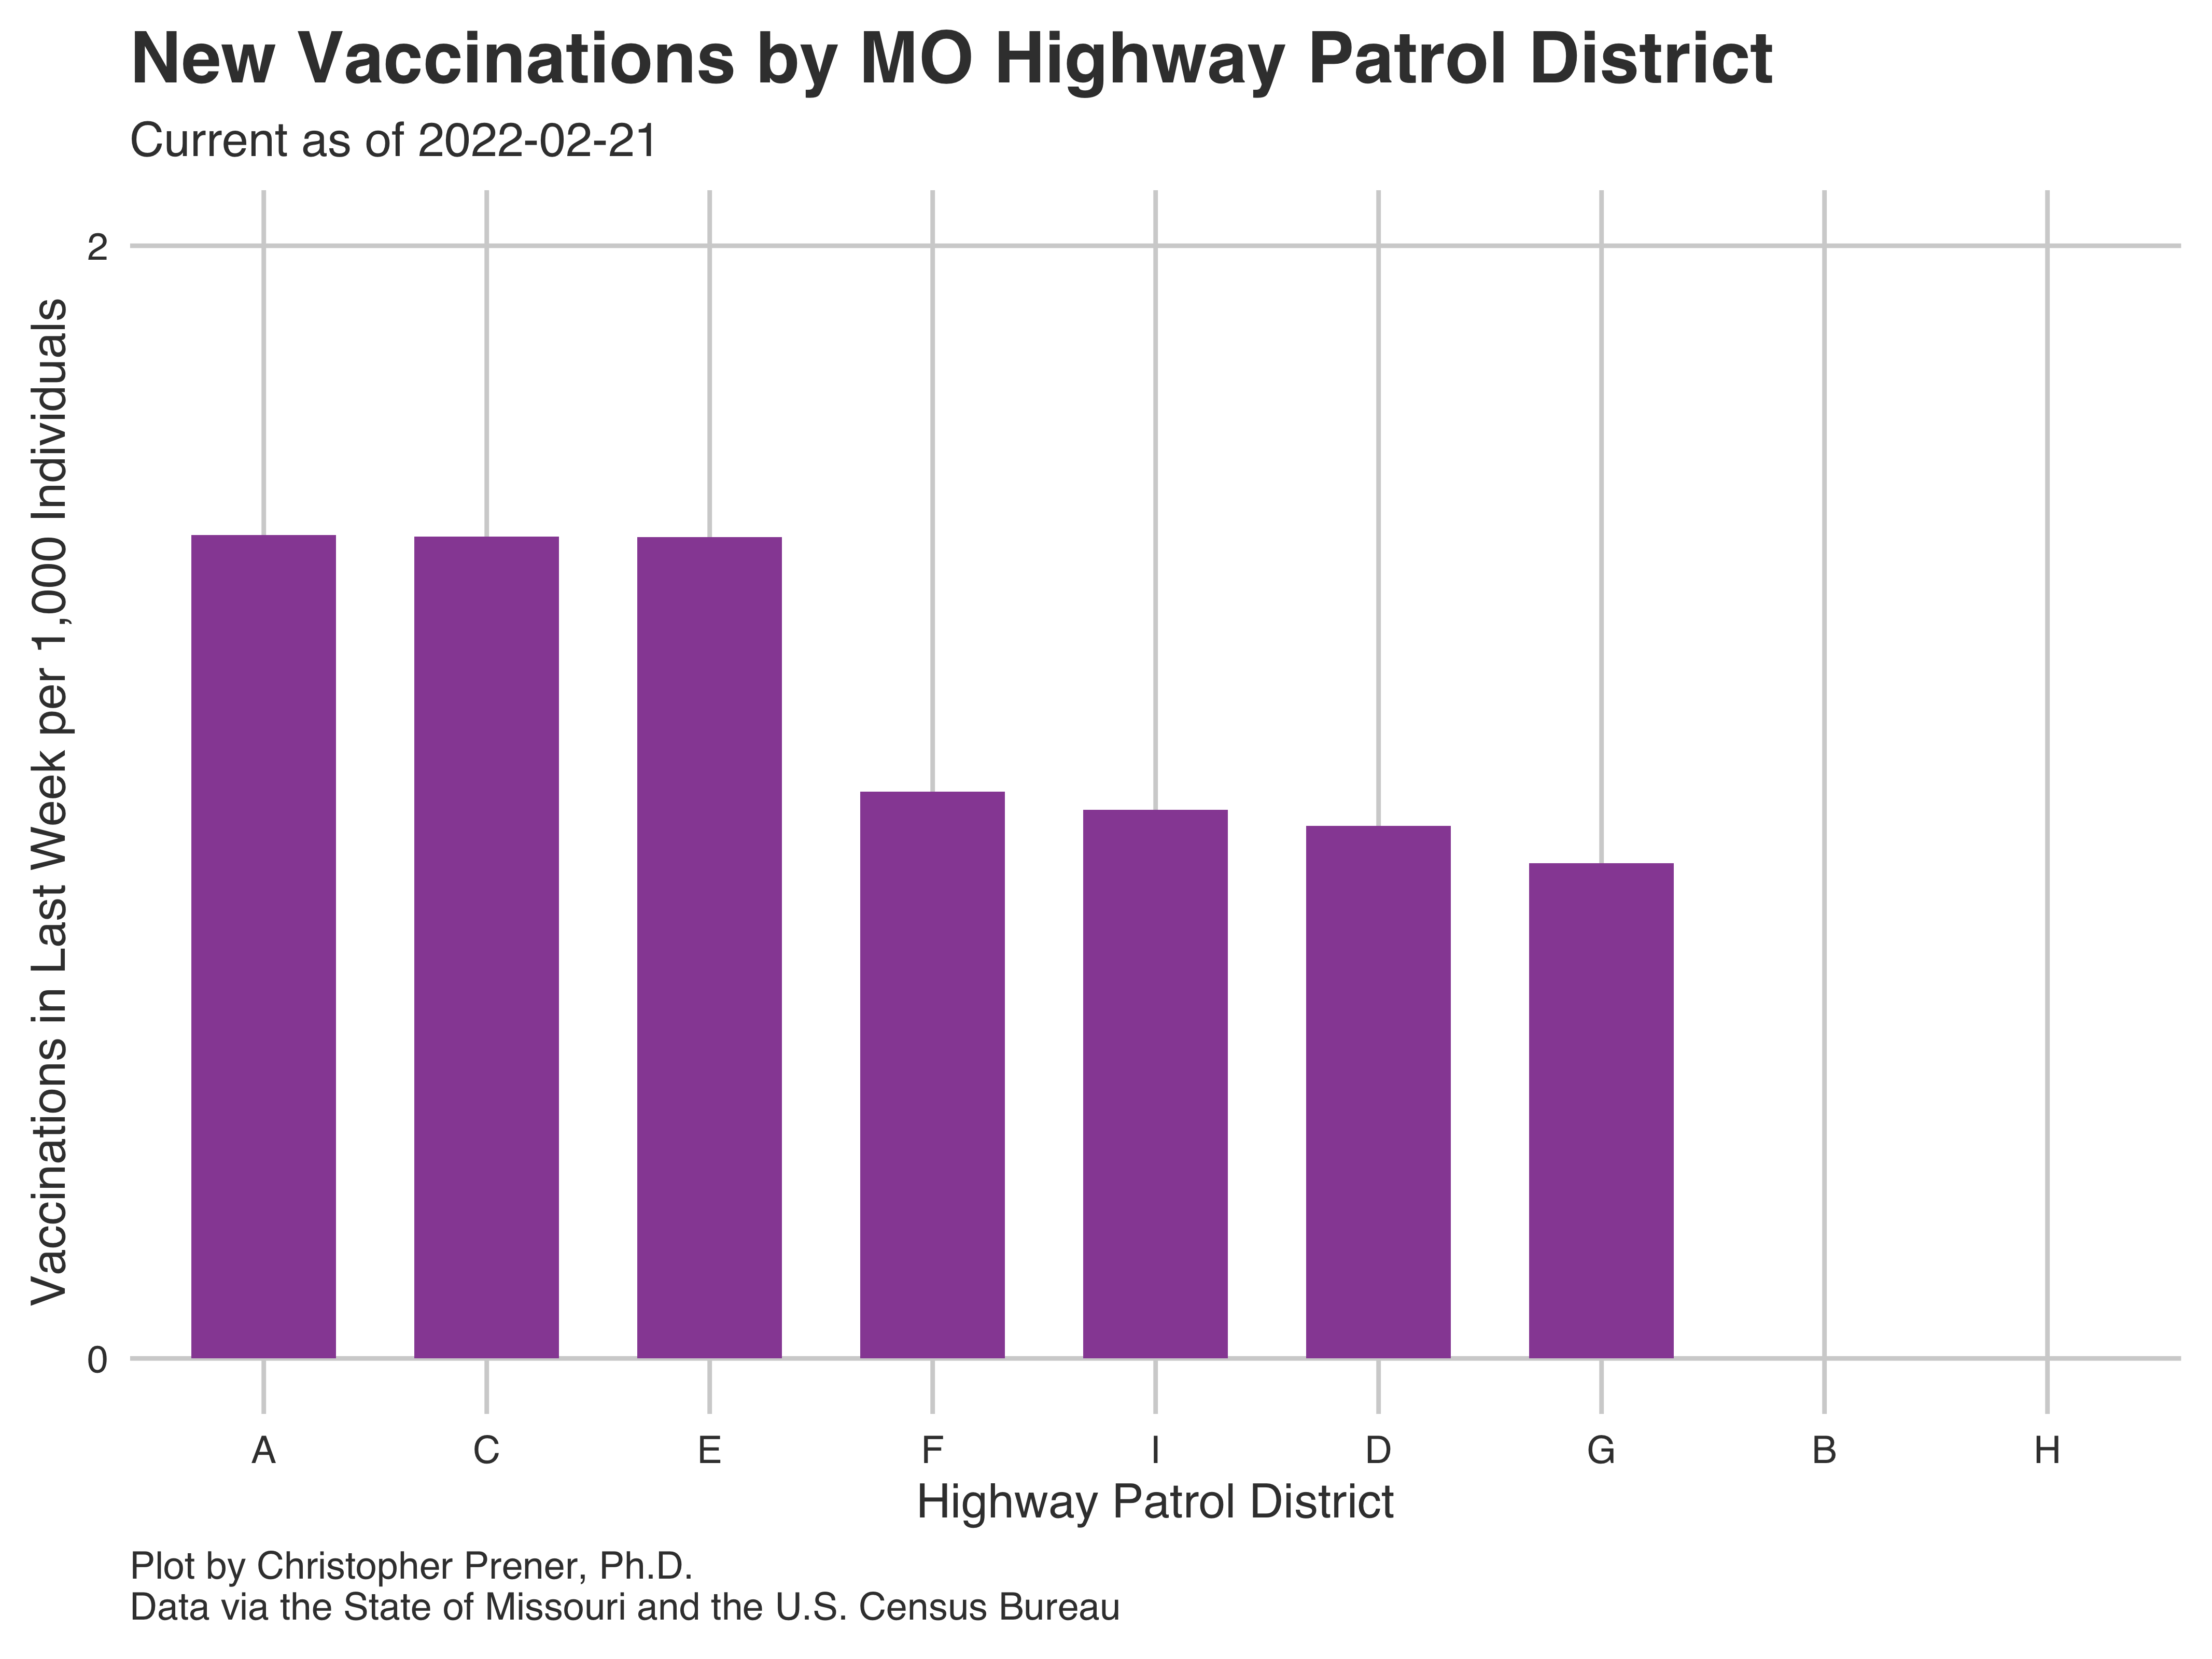 New Vaccinations by MO Highway Patrol District
Current as of 2022-02-21
Vaccinations in Last Week per 1,000 Individuals
2
0
A C E F I D G B H
Highway Patrol District
Plot by Christopher Prener, Ph.D.
Data via the State of Missouri and the U.S. Census Bureau